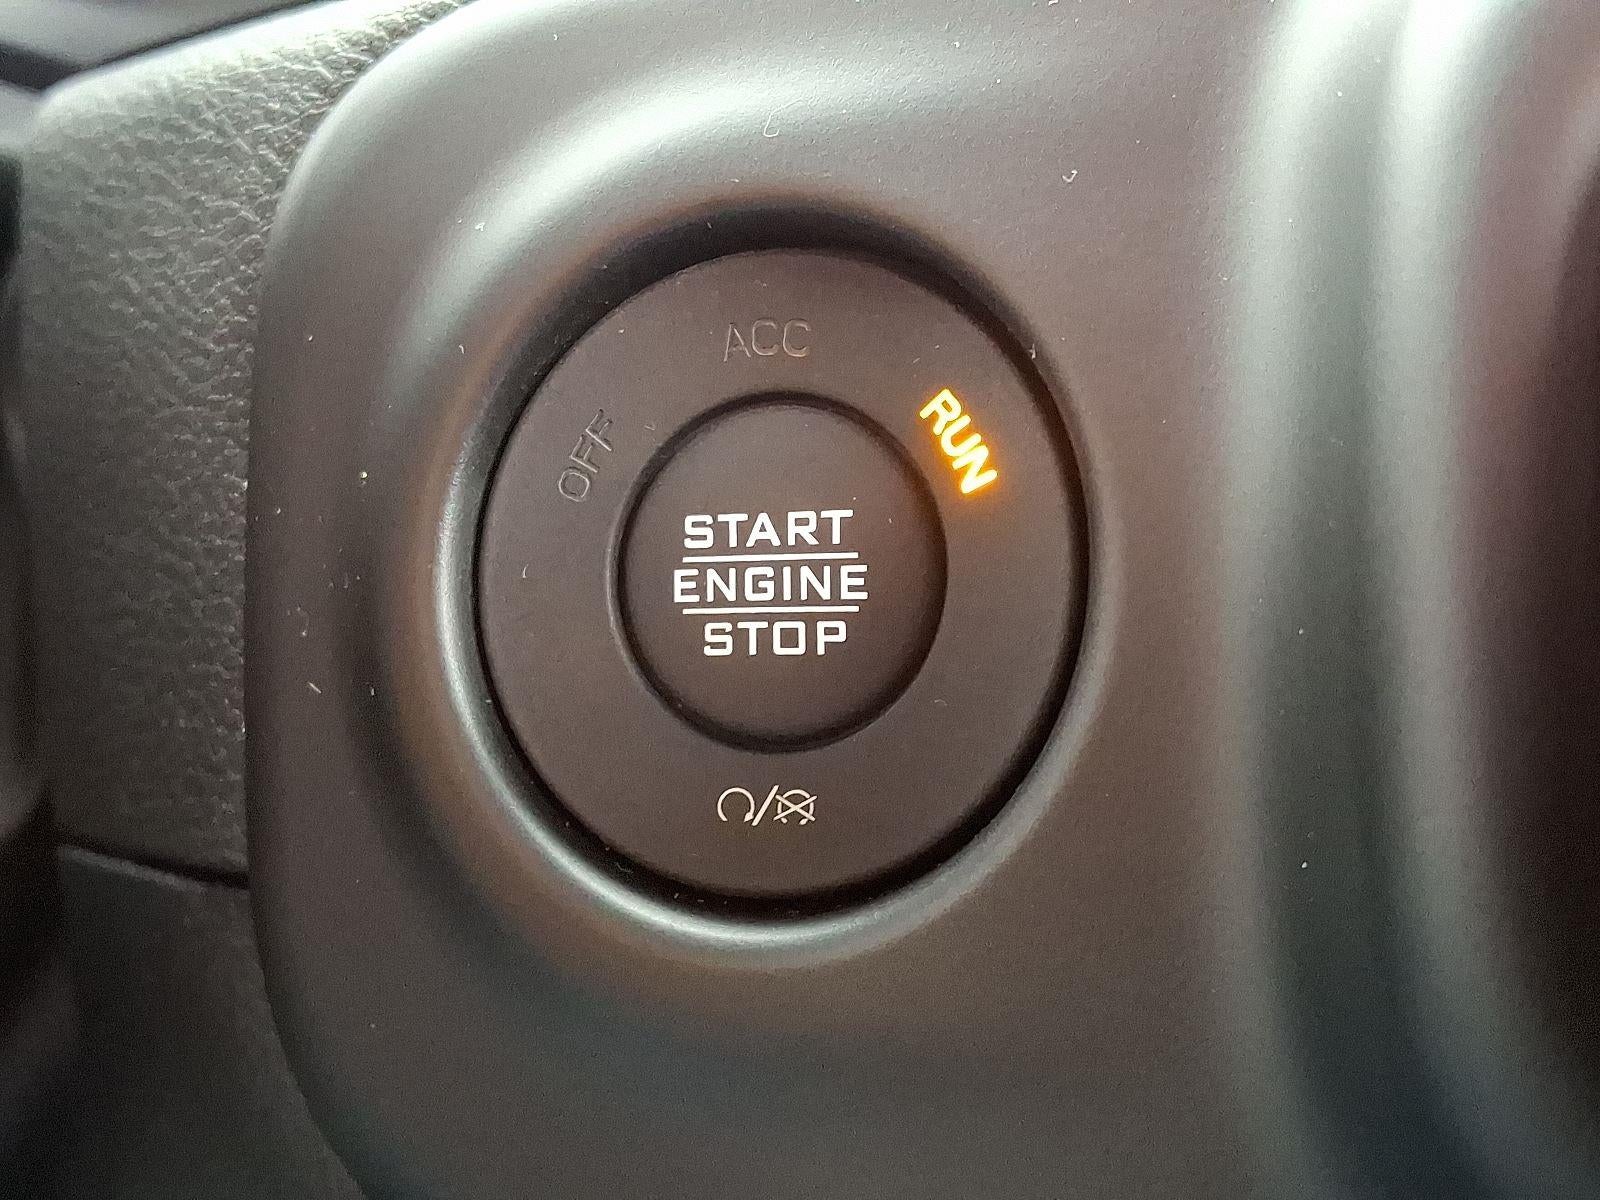 ACC
OFF
RUN
START
ENGINE
STOP